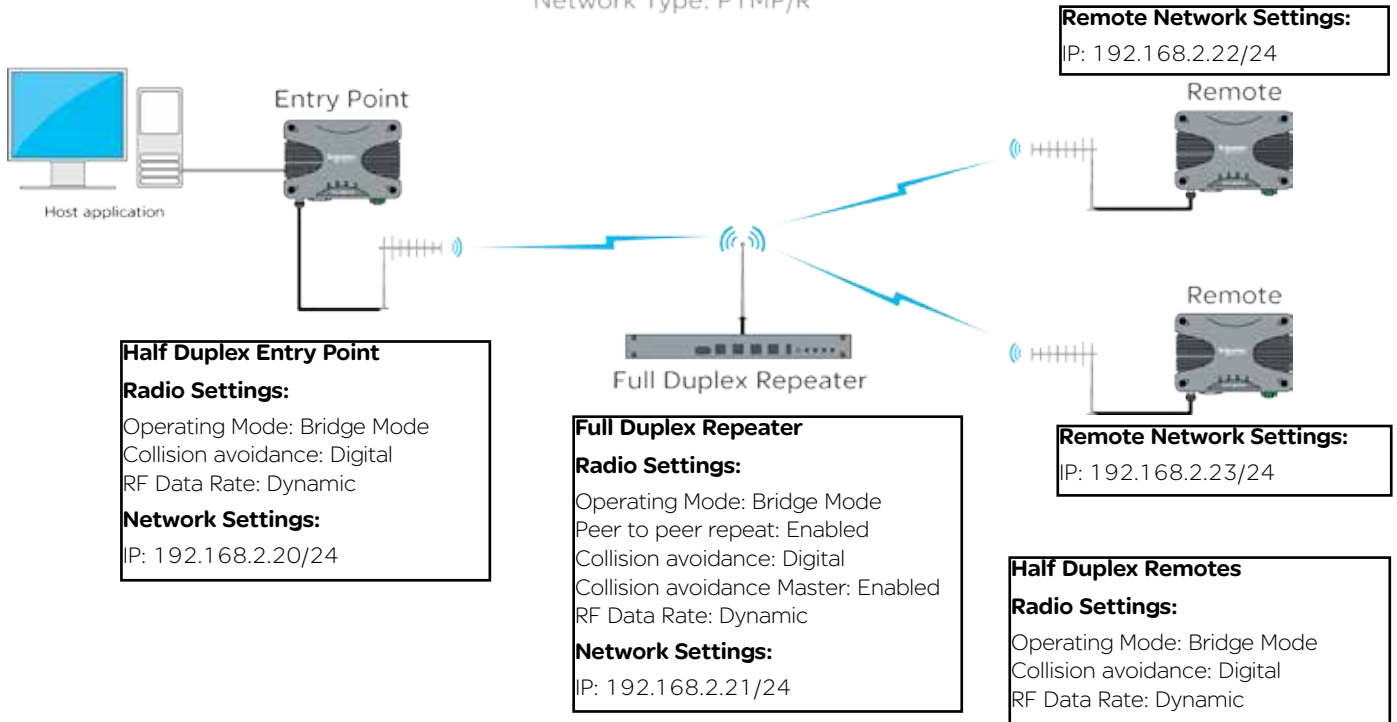 Network Type: PTMP/R
Remote Network Settings:
IP: 192.168.2.22/24
Entry Point
Remote
Host application
Remote
Full Duplex Repeater
Half Duplex Entry Point
Radio Settings:
Operating Mode: Bridge Mode
Collision avoidance: Digital
RF Data Rate: Dynamic
Network Settings:
IP: 192.168.2.20/24
Full Duplex Repeater
Radio Settings:
Operating Mode: Bridge Mode
Peer to peer repeat: Enabled
Collision avoidance: Digital
Collision avoidance Master: Enabled
RF Data Rate: Dynamic
Network Settings:
IP: 192.168.2.21/24
Remote Network Settings:
IP: 192.168.2.23/24
Half Duplex Remotes
Radio Settings:
Operating Mode: Bridge Mode
Collision avoidance: Digital
RF Data Rate: Dynamic